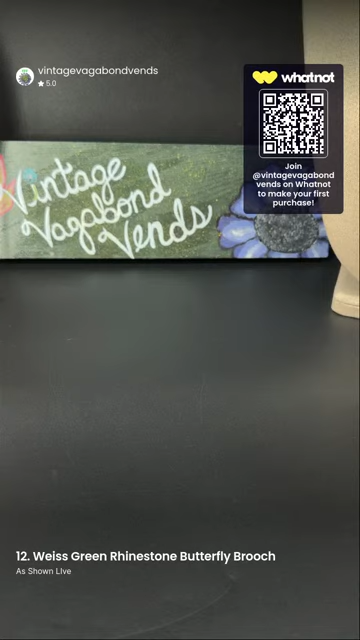 vintagevagabondvends
★ 5.0
whatnot
Join
@vintagevagabond
vends on Whatnot
to make your first
purchase!
Vintage
Vagabond
Vends
12. Weiss Green Rhinestone Butterfly Brooch
As Shown LIve